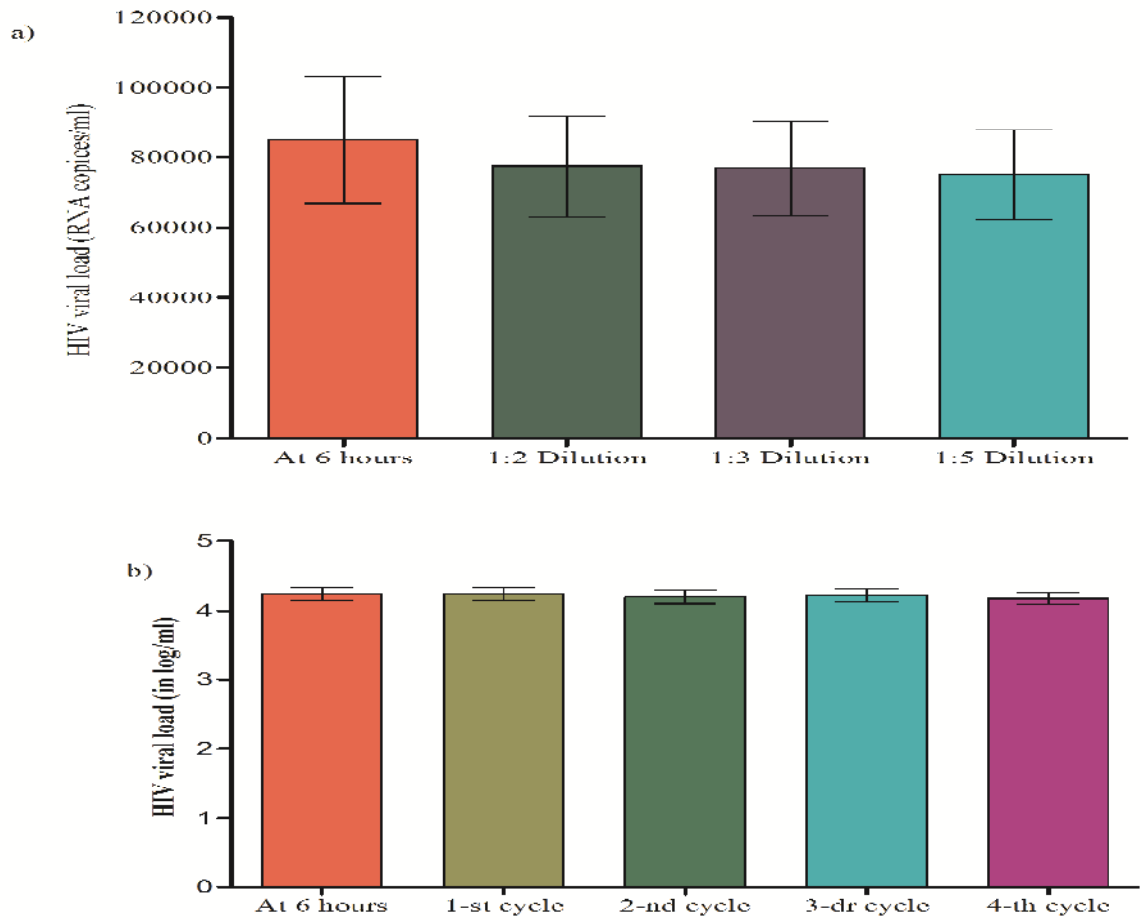 a)
HIV viral load (RNA copices/ml)
120000
100000
80000
60000
40000
20000
0
At 6 hours 1:2 Dilution 1:3 Dilution 1:5 Dilution
b)
HIV viral load (in log/ml)
5
4
3
2
1
0
At 6 hours 1-st cycle 2-nd cycle 3-dr cycle 4-th cycle